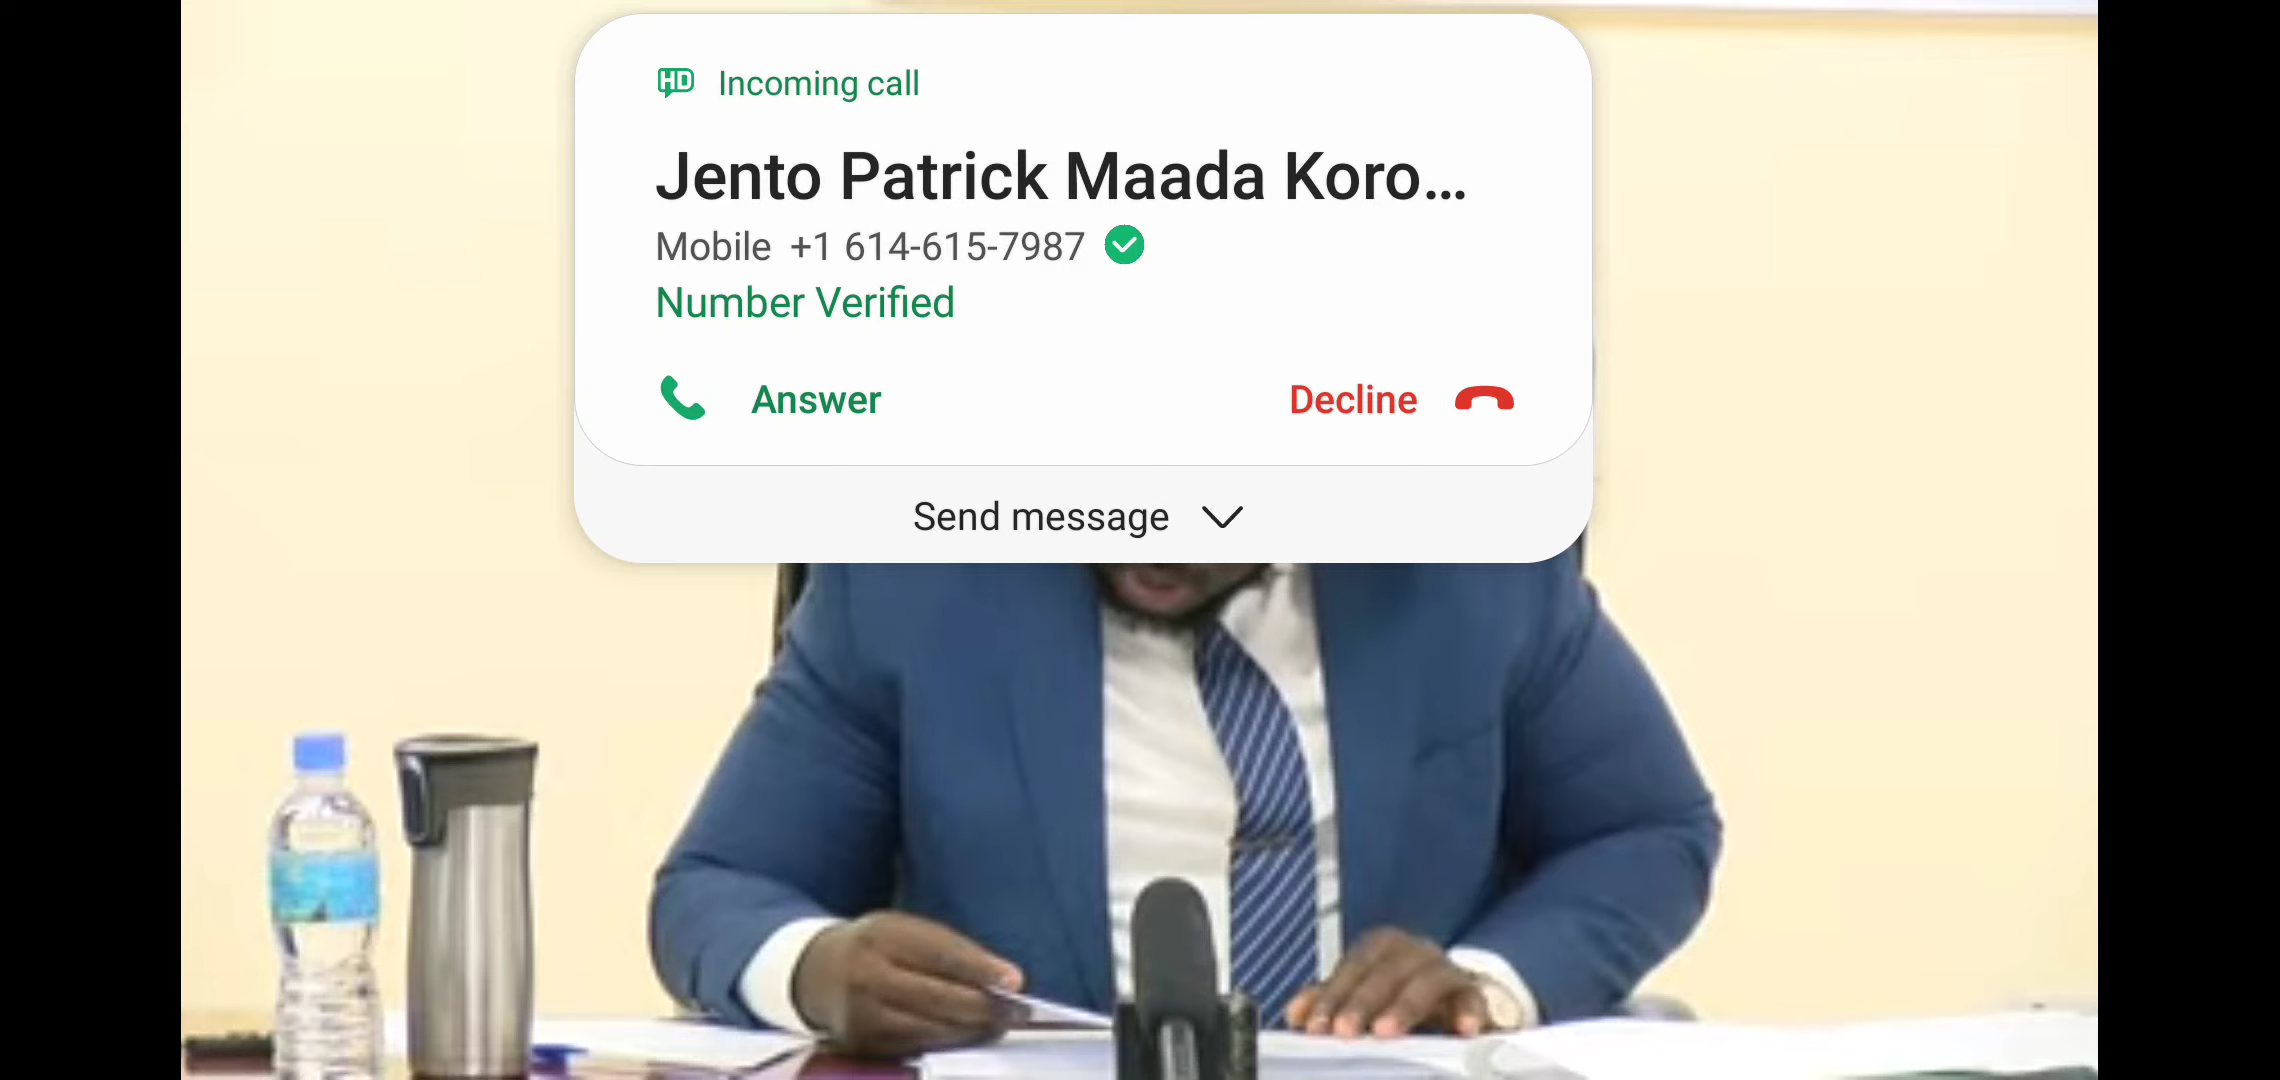 HD Incoming call
Jento Patrick Maada Koro...
Mobile +1 614-615-7987
Number Verified
Answer Decline
Send message